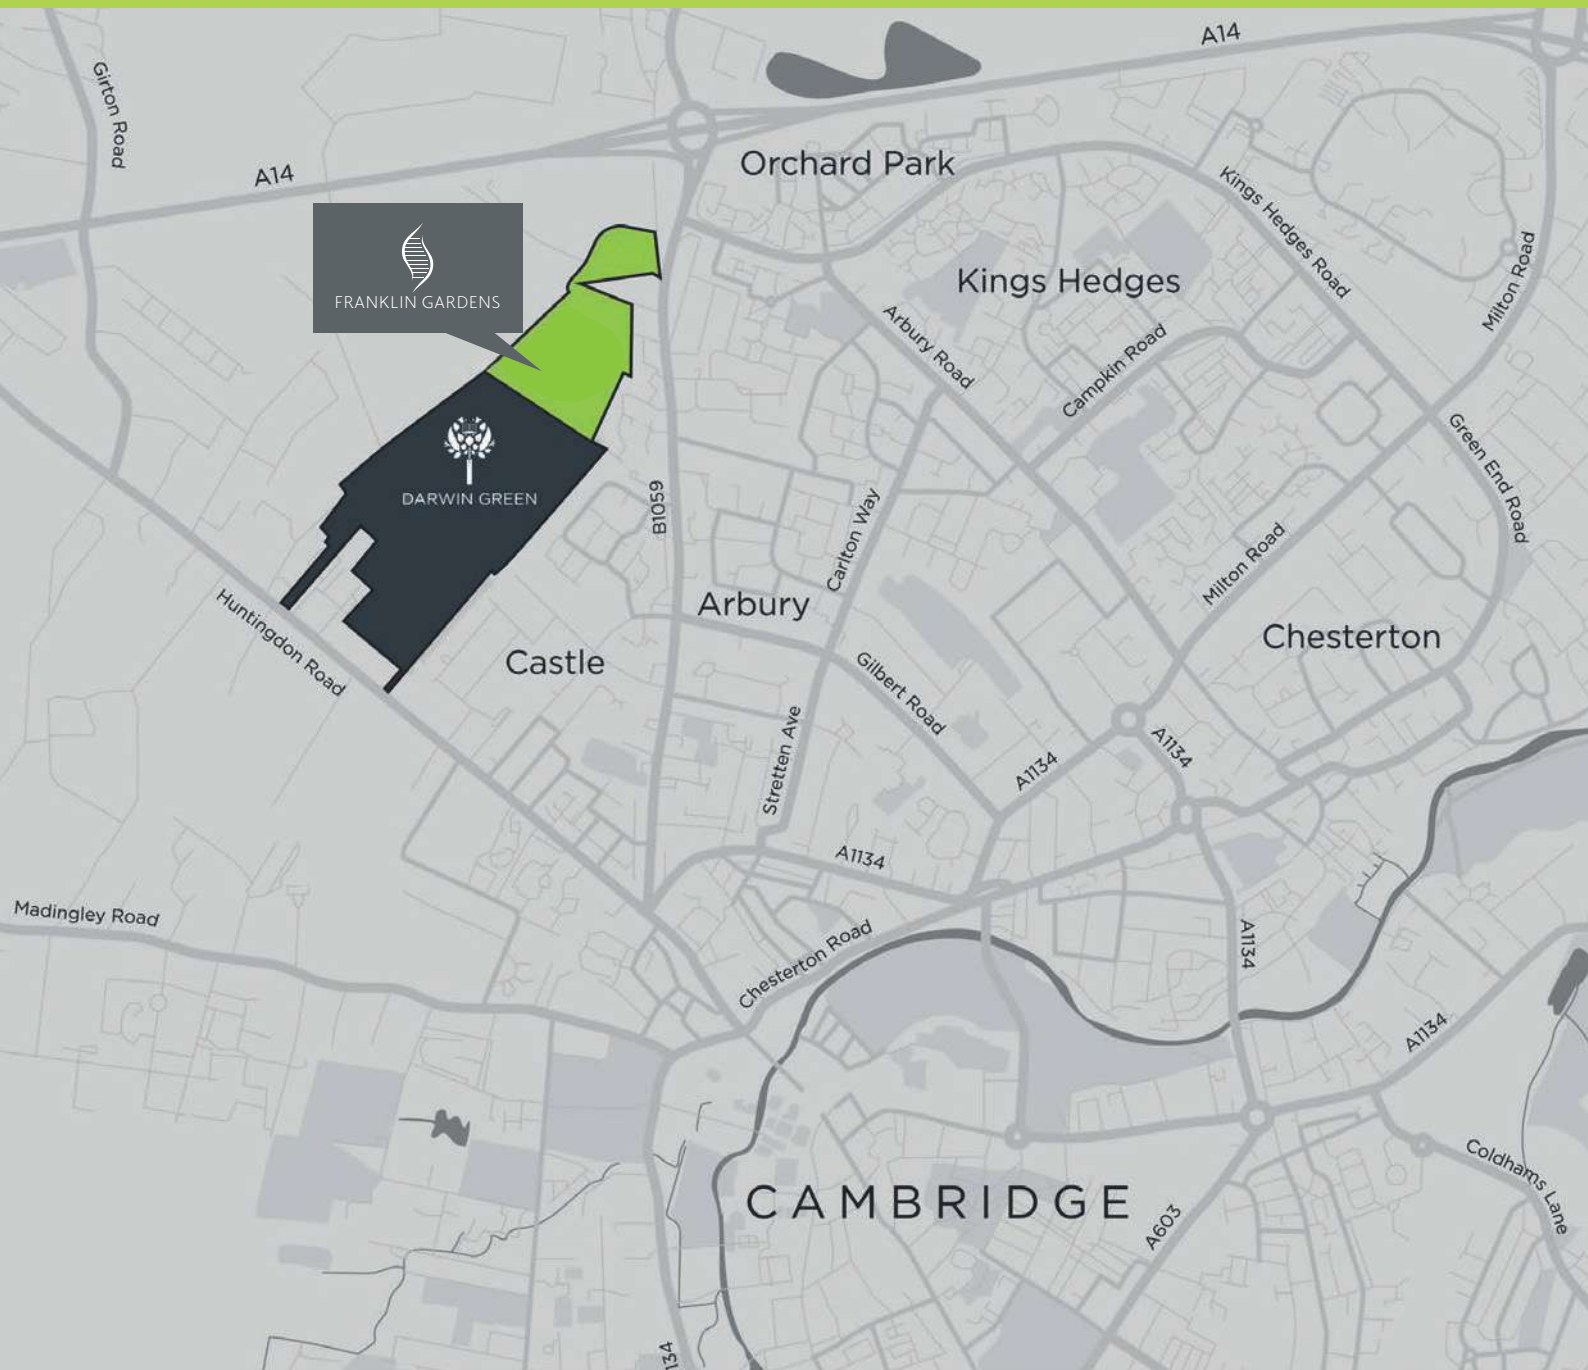 A14
Girton Road
A14
Orchard Park
Kings Hedges Road
FRANKLIN GARDENS
Kings Hedges
Milton Road
Arbury Road
Campkin Road
DARWIN GREEN
Green End Road
B1059
Carlton Way
Milton Road
Huntingdon Road
Arbury
Chesterton
Castle
Gilbert Road
Stretten Ave
A1134
A1134
A1134
Madingley Road
Chesterton Road
A1134
A1134
Coldhams Lane
CAMBRIDGE
A603
134